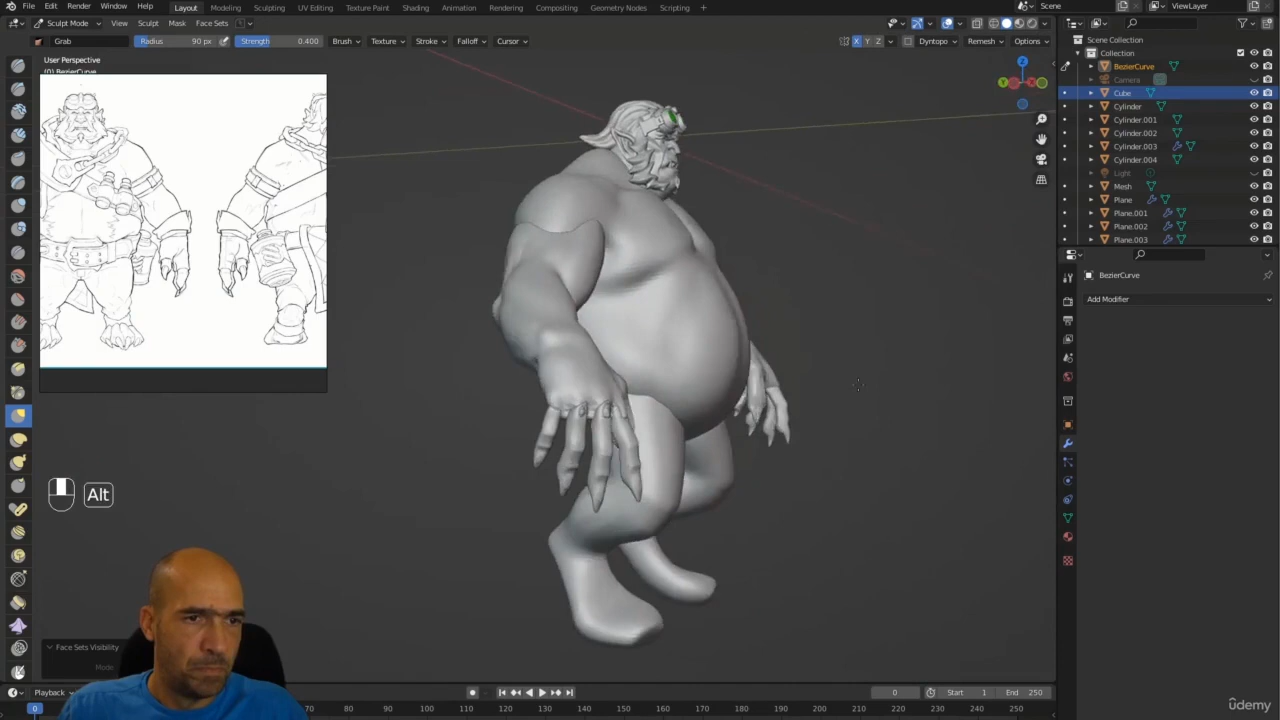 File Edit Render Window Help Layout Modeling Sculpting UV Editing Texture Paint Shading Animation Rendering Compositing Geometry Nodes Scripting + Scene ViewLayer
Sculpt Mode View Sculpt Mask Face Sets
Grab Radius 90 px Strength 0.400 Brush Texture Stroke Falloff Cursor X Y Z Dyntopo Remesh Options
User Perspective
(0) BezierCurve
Z
Y
X
Scene Collection
Collection
BezierCurve
Camera
Cube
Cylinder
Cylinder.001
Cylinder.002
Cylinder.003
Cylinder.004
Light
Mesh
Plane
Plane.001
Plane.002
Plane.003
BezierCurve
Add Modifier
Alt
Face Sets Visibility
Mode
Playback 0 Start 1 End 250
0 70 80 90 100 110 120 130 140 150 160 170 180 190 200 210 220 230 240 250
ûdemy